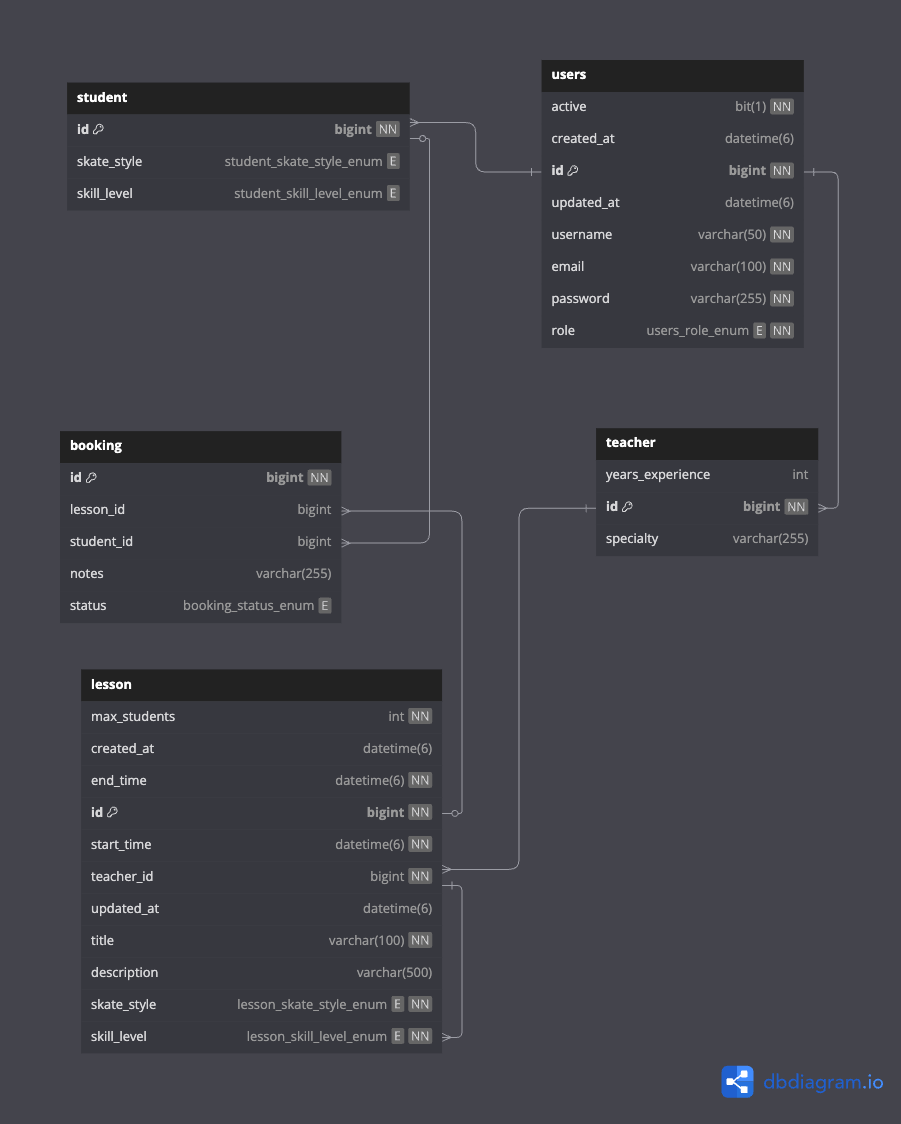 student
id bigint NN
skate_style student_skate_style_enum E
skill_level student_skill_level_enum E
users
active bit(1) NN
created_at datetime(6)
id bigint NN
updated_at datetime(6)
username varchar(50) NN
email varchar(100) NN
password varchar(255) NN
role users_role_enum E NN
booking
id bigint NN
lesson_id bigint
student_id bigint
notes varchar(255)
status booking_status_enum E
teacher
years_experience int
id bigint NN
specialty varchar(255)
lesson
max_students int NN
created_at datetime(6)
end_time datetime(6) NN
id bigint NN
start_time datetime(6) NN
teacher_id bigint NN
updated_at datetime(6)
title varchar(100) NN
description varchar(500)
skate_style lesson_skate_style_enum E NN
skill_level lesson_skill_level_enum E NN
dbdiagram.io